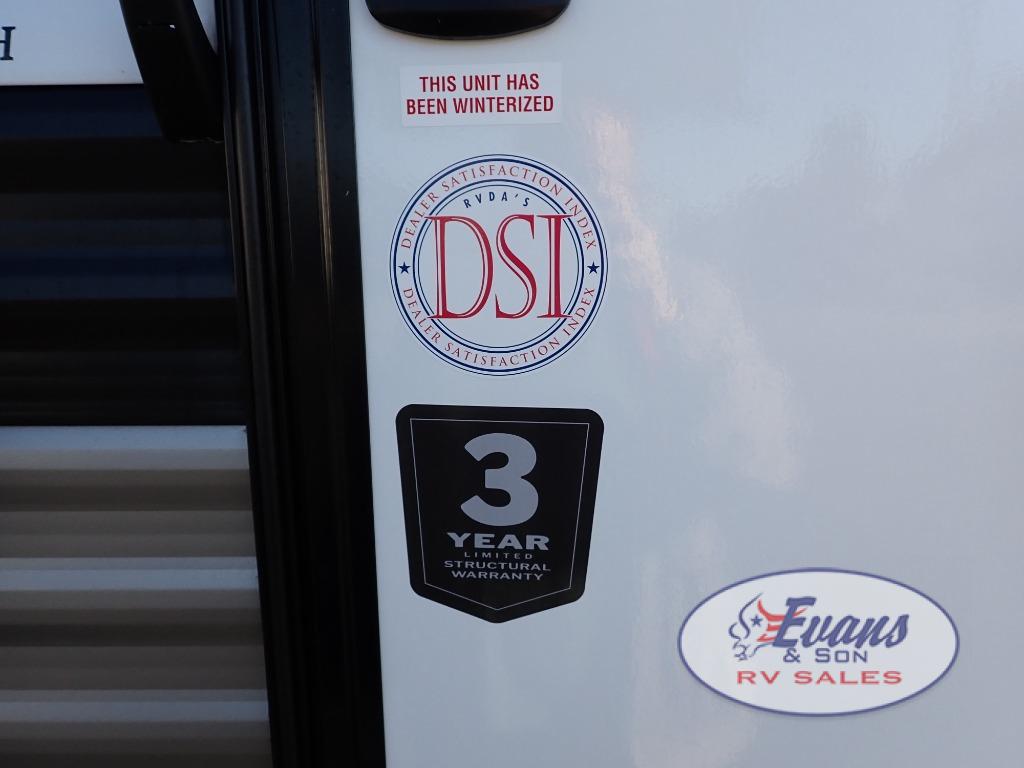 H
THIS UNIT HAS
BEEN WINTERIZED
DEALER SATISFACTION INDEX
RVDA'S
DSI
DEALER SATISFACTION INDEX
3
YEAR
LIMITED
STRUCTURAL
WARRANTY
Evans
& SON
RV SALES